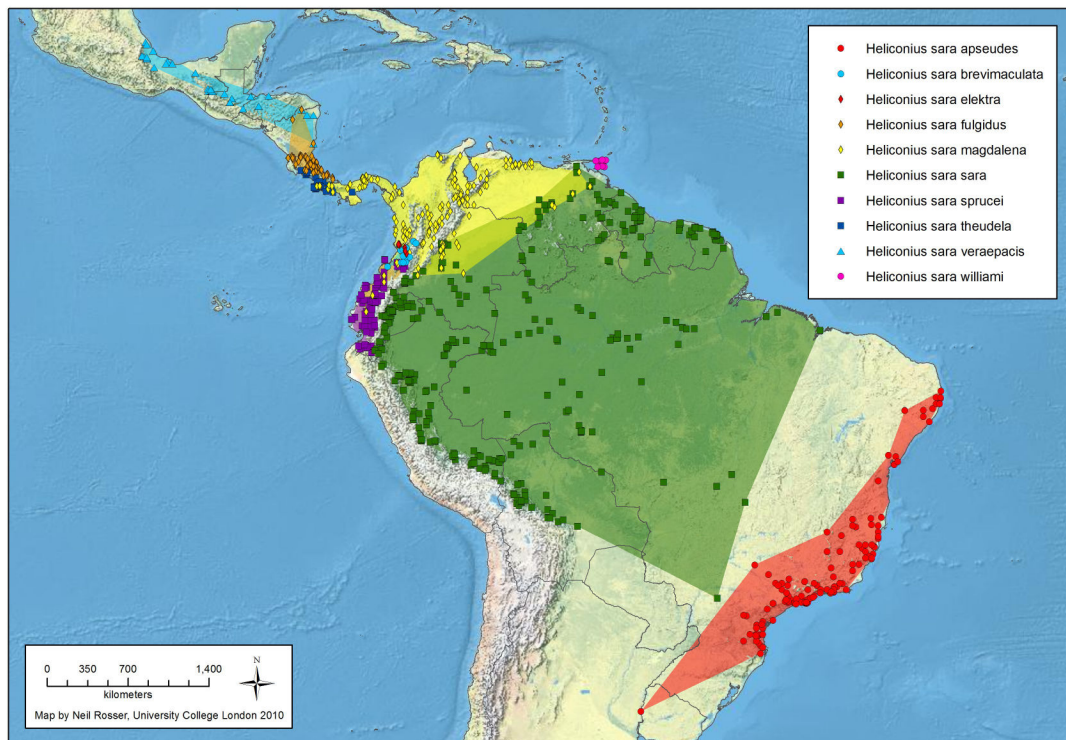 Heliconius sara apseudes
Heliconius sara brevimaculata
Heliconius sara elektra
Heliconius sara fulgidus
Heliconius sara magdalena
Heliconius sara sara
Heliconius sara sprucei
Heliconius sara theudela
Heliconius sara veraepacis
Heliconius sara williami
N
0 350 700 1,400
kilometers
Map by Neil Rosser, University College London 2010